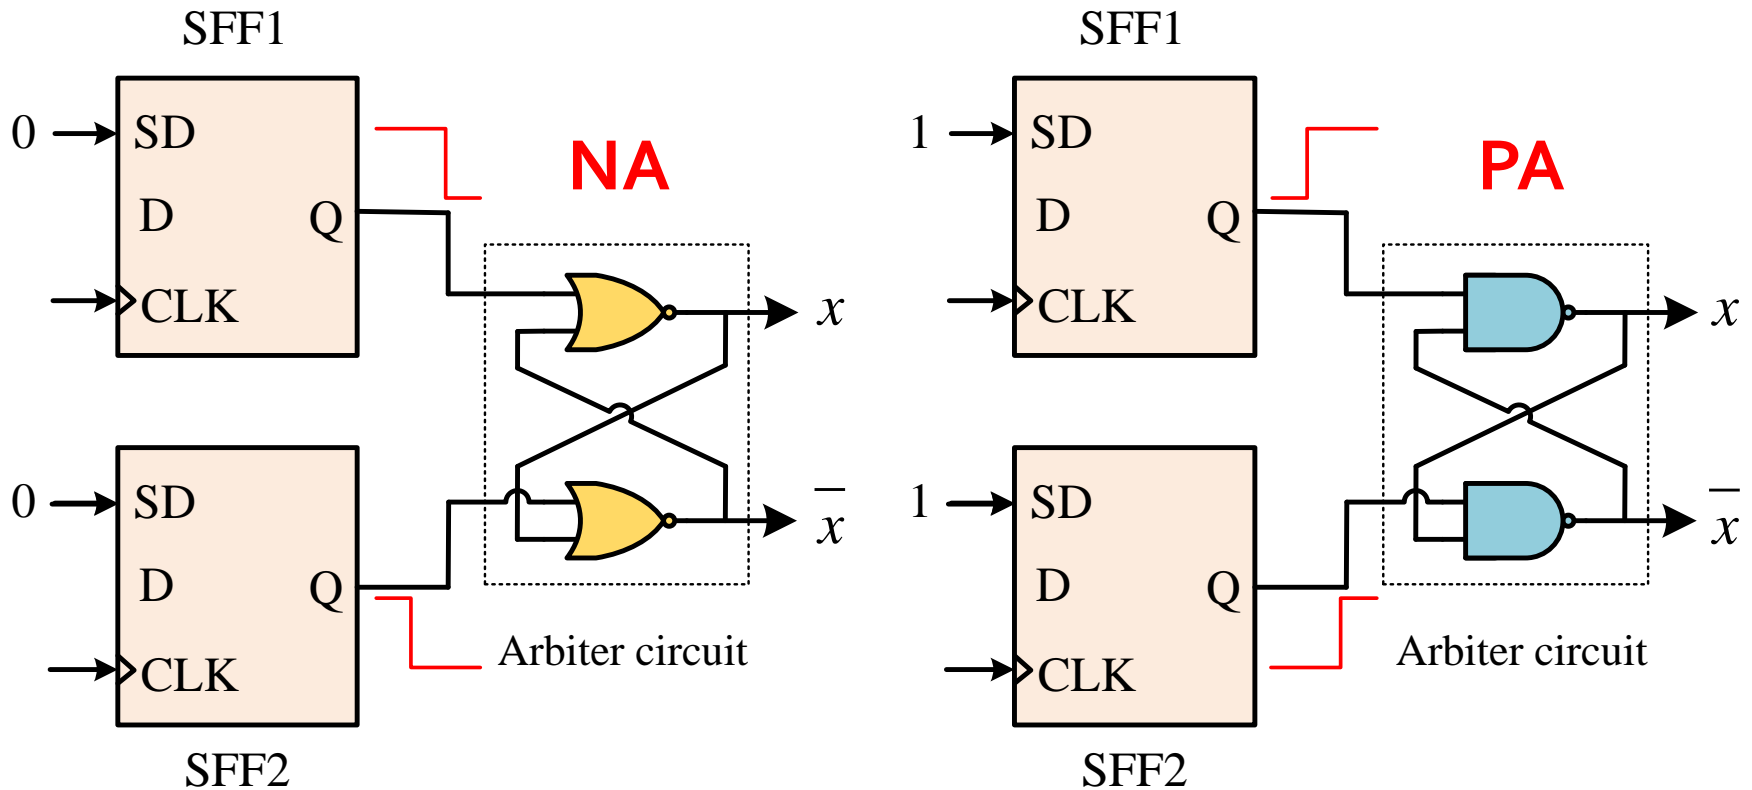 SFF1
0
SD
D
Q
CLK
NA
x
0
SD
D
Q
CLK
x̅
Arbiter circuit
SFF2
SFF1
1
SD
D
Q
CLK
PA
x
1
SD
D
Q
CLK
x̅
Arbiter circuit
SFF2